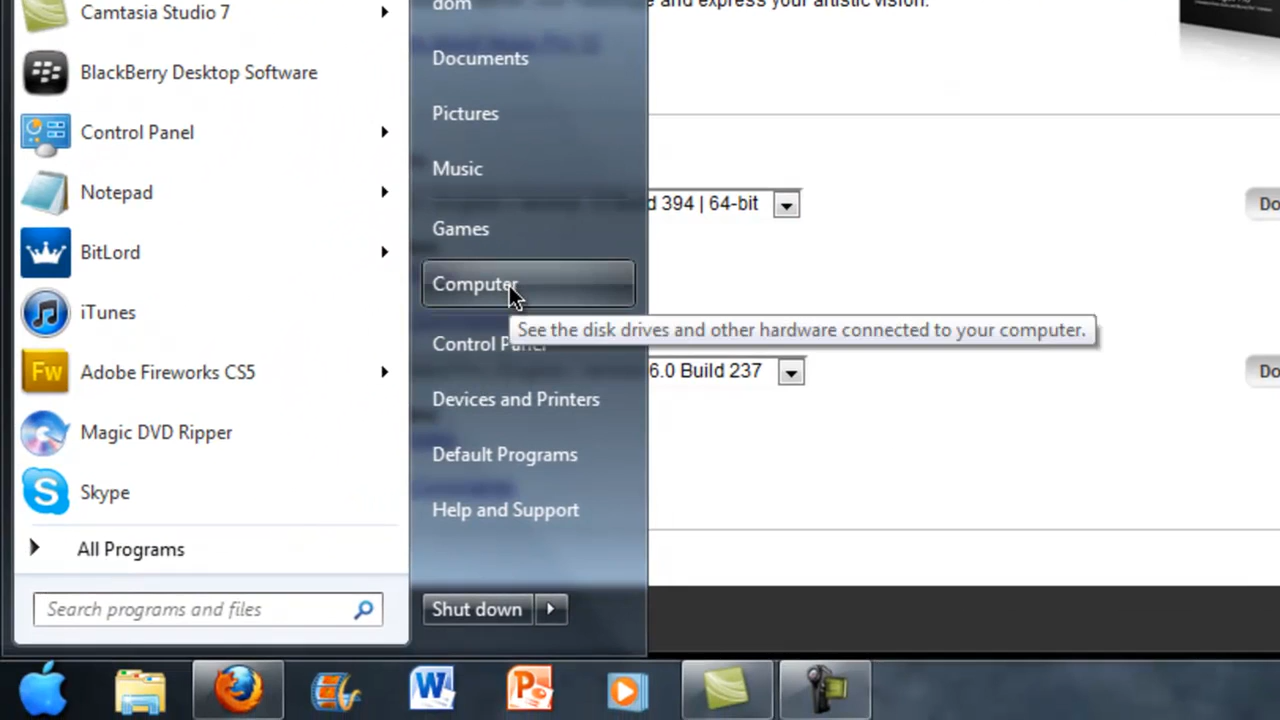 Camtasia Studio 7
BlackBerry Desktop Software
Control Panel
Notepad
BitLord
iTunes
Fw
Adobe Fireworks CS5
Magic DVD Ripper
S
Skype
All Programs
Search programs and files
dom
Documents
Pictures
Music
Games
Computer
See the disk drives and other hardware connected to your computer.
Control Panel
Devices and Printers
Default Programs
Help and Support
Shut down
and express your artistic vision.
d 394 | 64-bit
Do
6.0 Build 237
Do
W
P